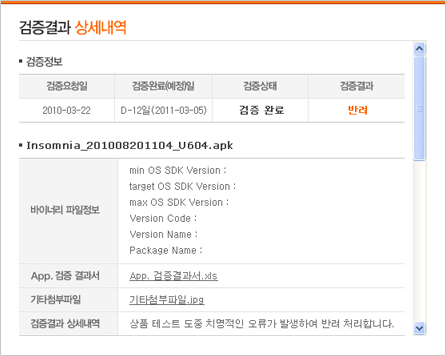 검증결과 상세내역
검증정보
검증요청일 검증완료(예정)일 검증상태 검증결과
2010-03-22 D-12일(2011-03-05) 검증 완료 반려
Insomnia_201008201104_U604.apk
바이너리 파일정보
min OS SDK Version :
target OS SDK Version :
max OS SDK Version :
Version Code :
Version Name :
Package Name :
App. 검증 결과서 App. 검증결과서.xls
기타첨부파일 기타첨부파일.jpg
검증결과 상세내역 상품 테스트 도중 치명적인 오류가 발생하여 반려 처리합니다.